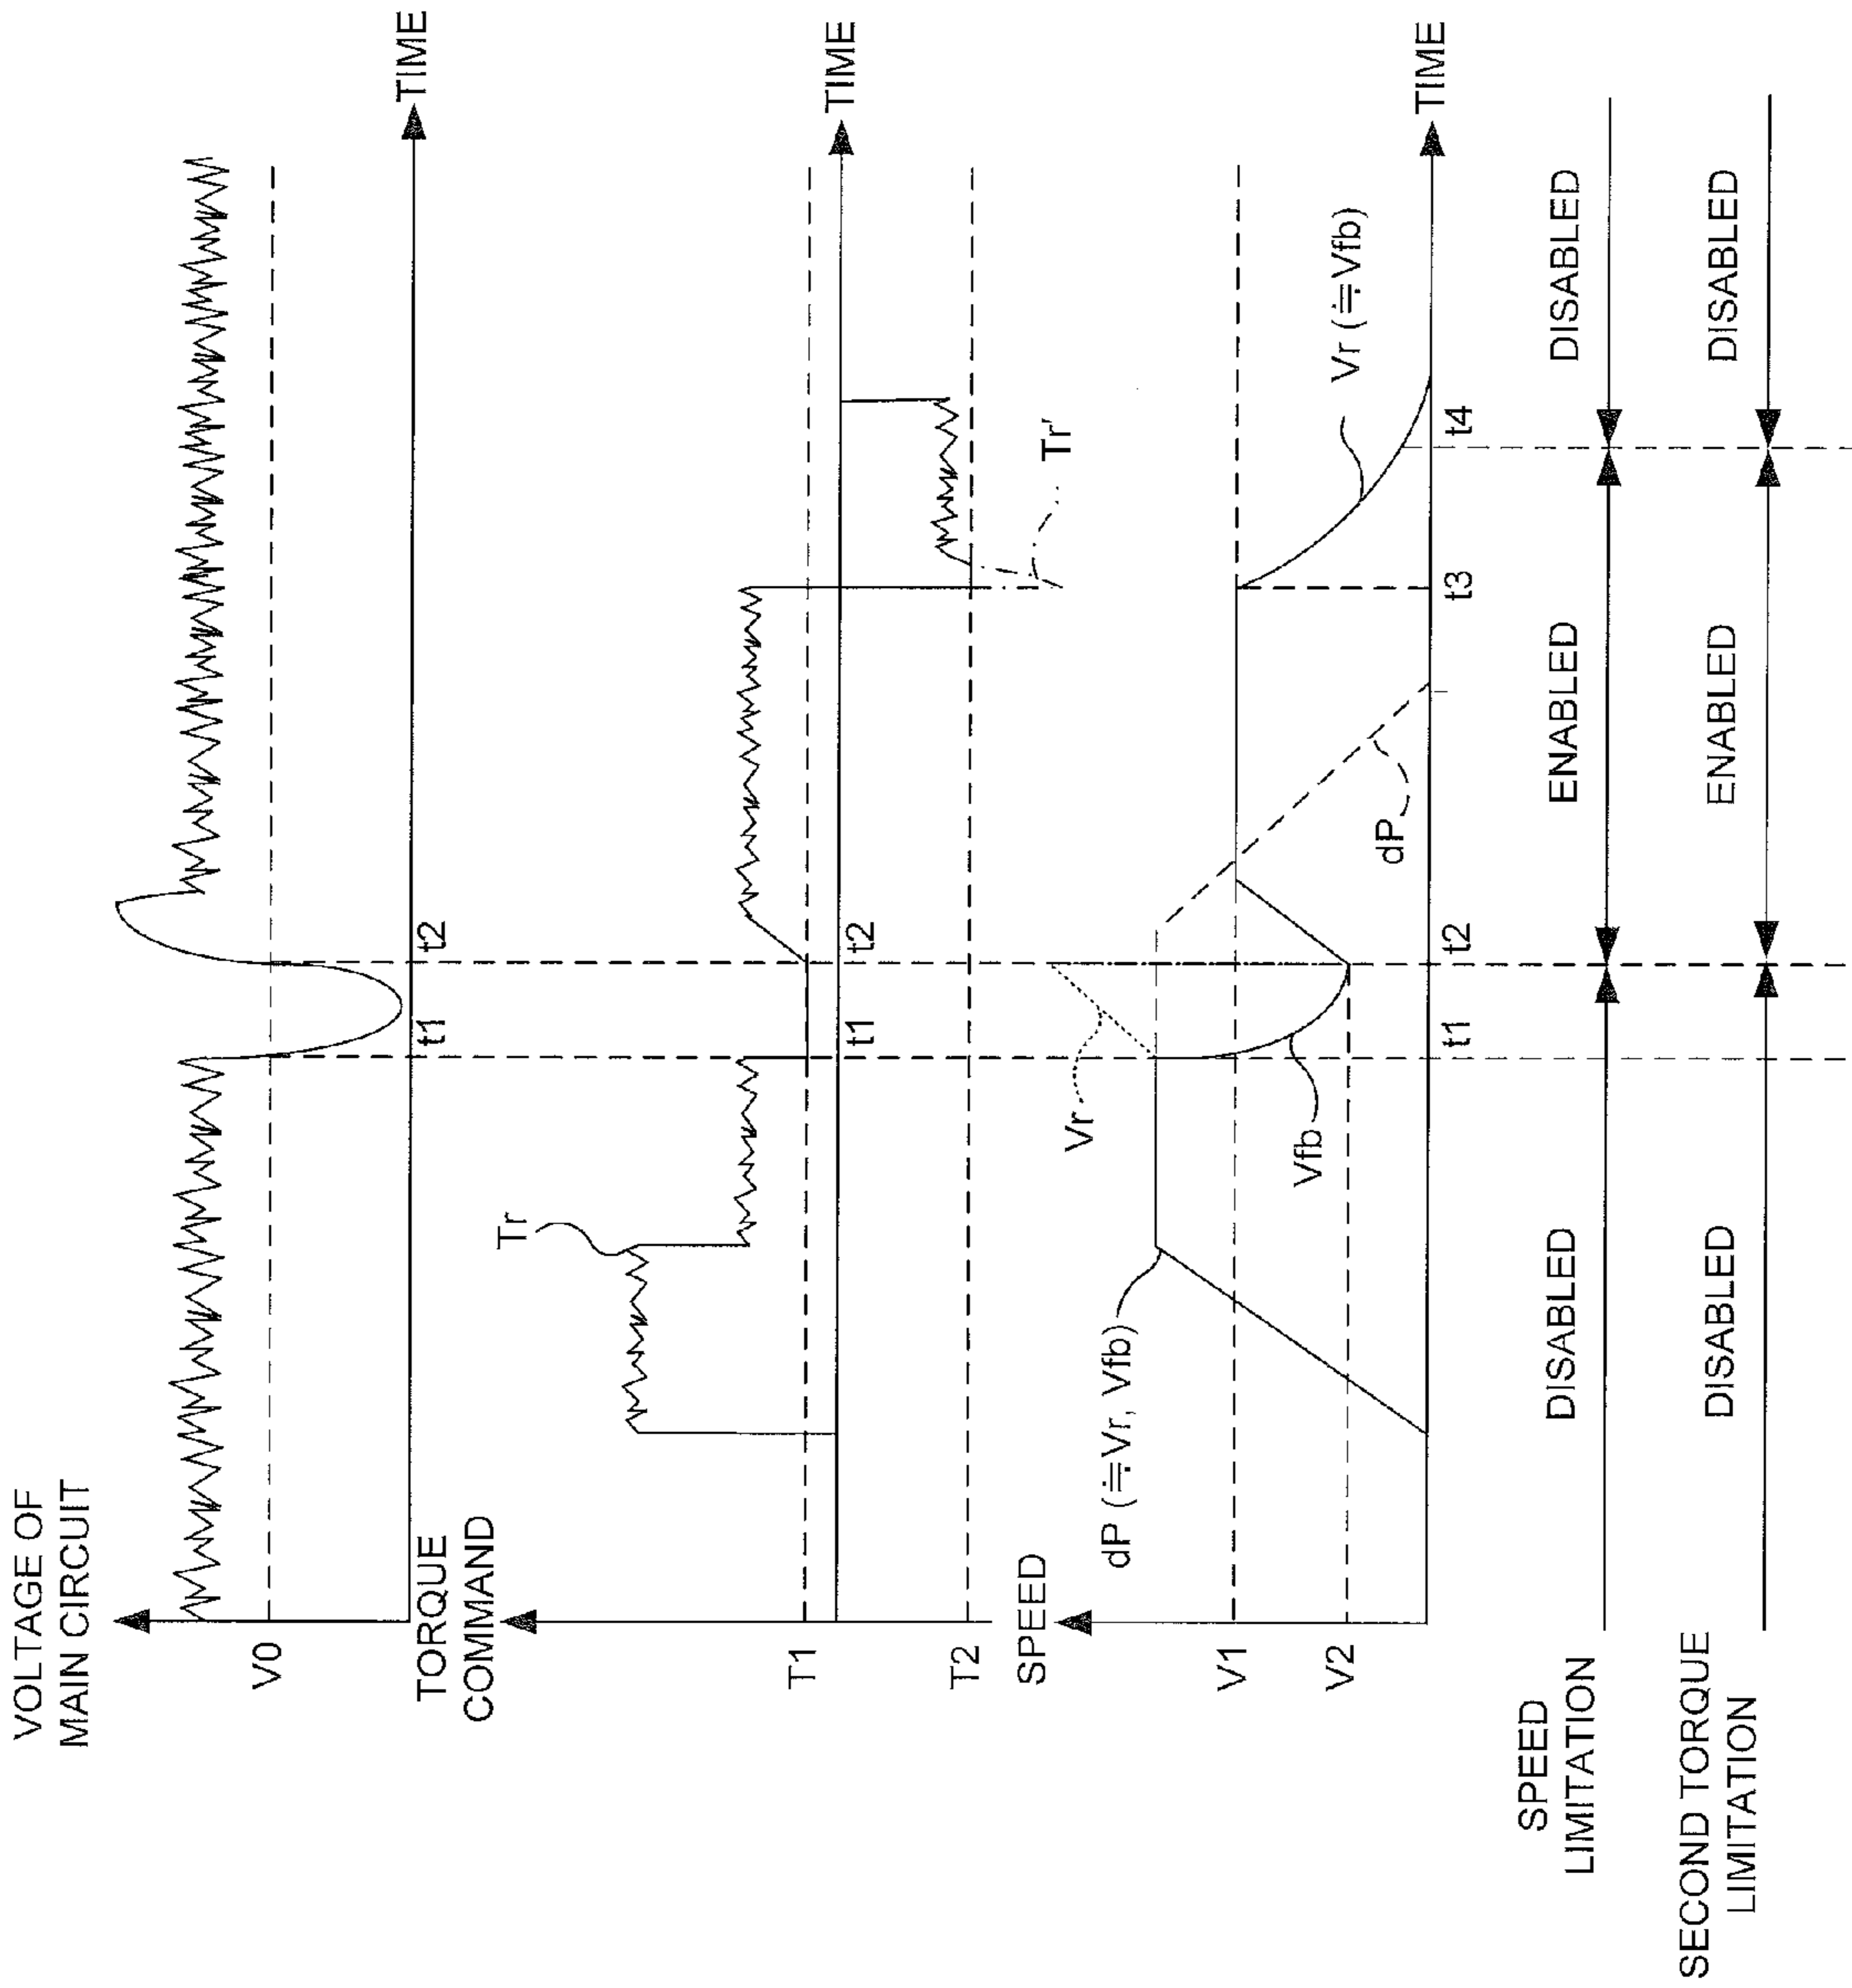 VOLTAGE OF
MAIN CIRCUIT
V0
t1
t2
TIME
TORQUE
COMMAND
Tr
T1
T2
t1
t2
Tr'
TIME
SPEED
dP (≒Vr, Vfb)
Vr
Vfb
V1
V2
dP
Vr (≒Vfb)
t1
t2
t3
t4
TIME
SPEED
LIMITATION
DISABLED
ENABLED
DISABLED
SECOND TORQUE
LIMITATION
DISABLED
ENABLED
DISABLED